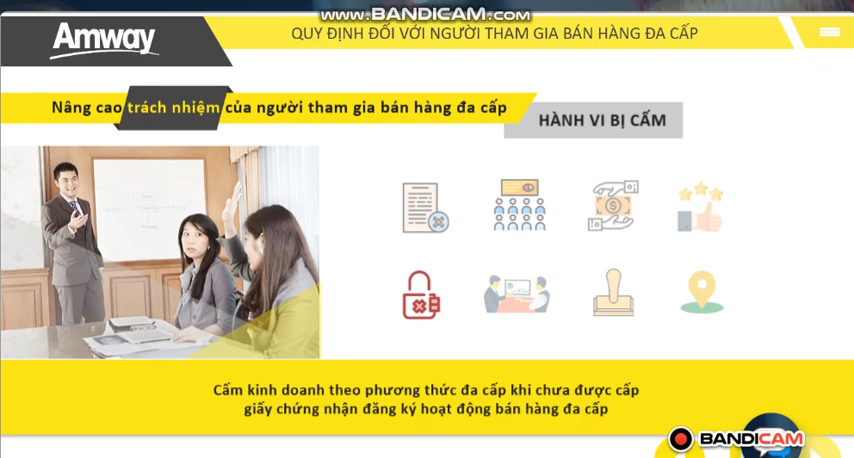 www.BANDICAM.com
Amway
QUY ĐỊNH ĐỐI VỚI NGƯỜI THAM GIA BÁN HÀNG ĐA CẤP
Nâng cao trách nhiệm của người tham gia bán hàng đa cấp
HÀNH VI BỊ CẤM
Cấm kinh doanh theo phương thức đa cấp khi chưa được cấp
giấy chứng nhận đăng ký hoạt động bán hàng đa cấp
BANDICAM